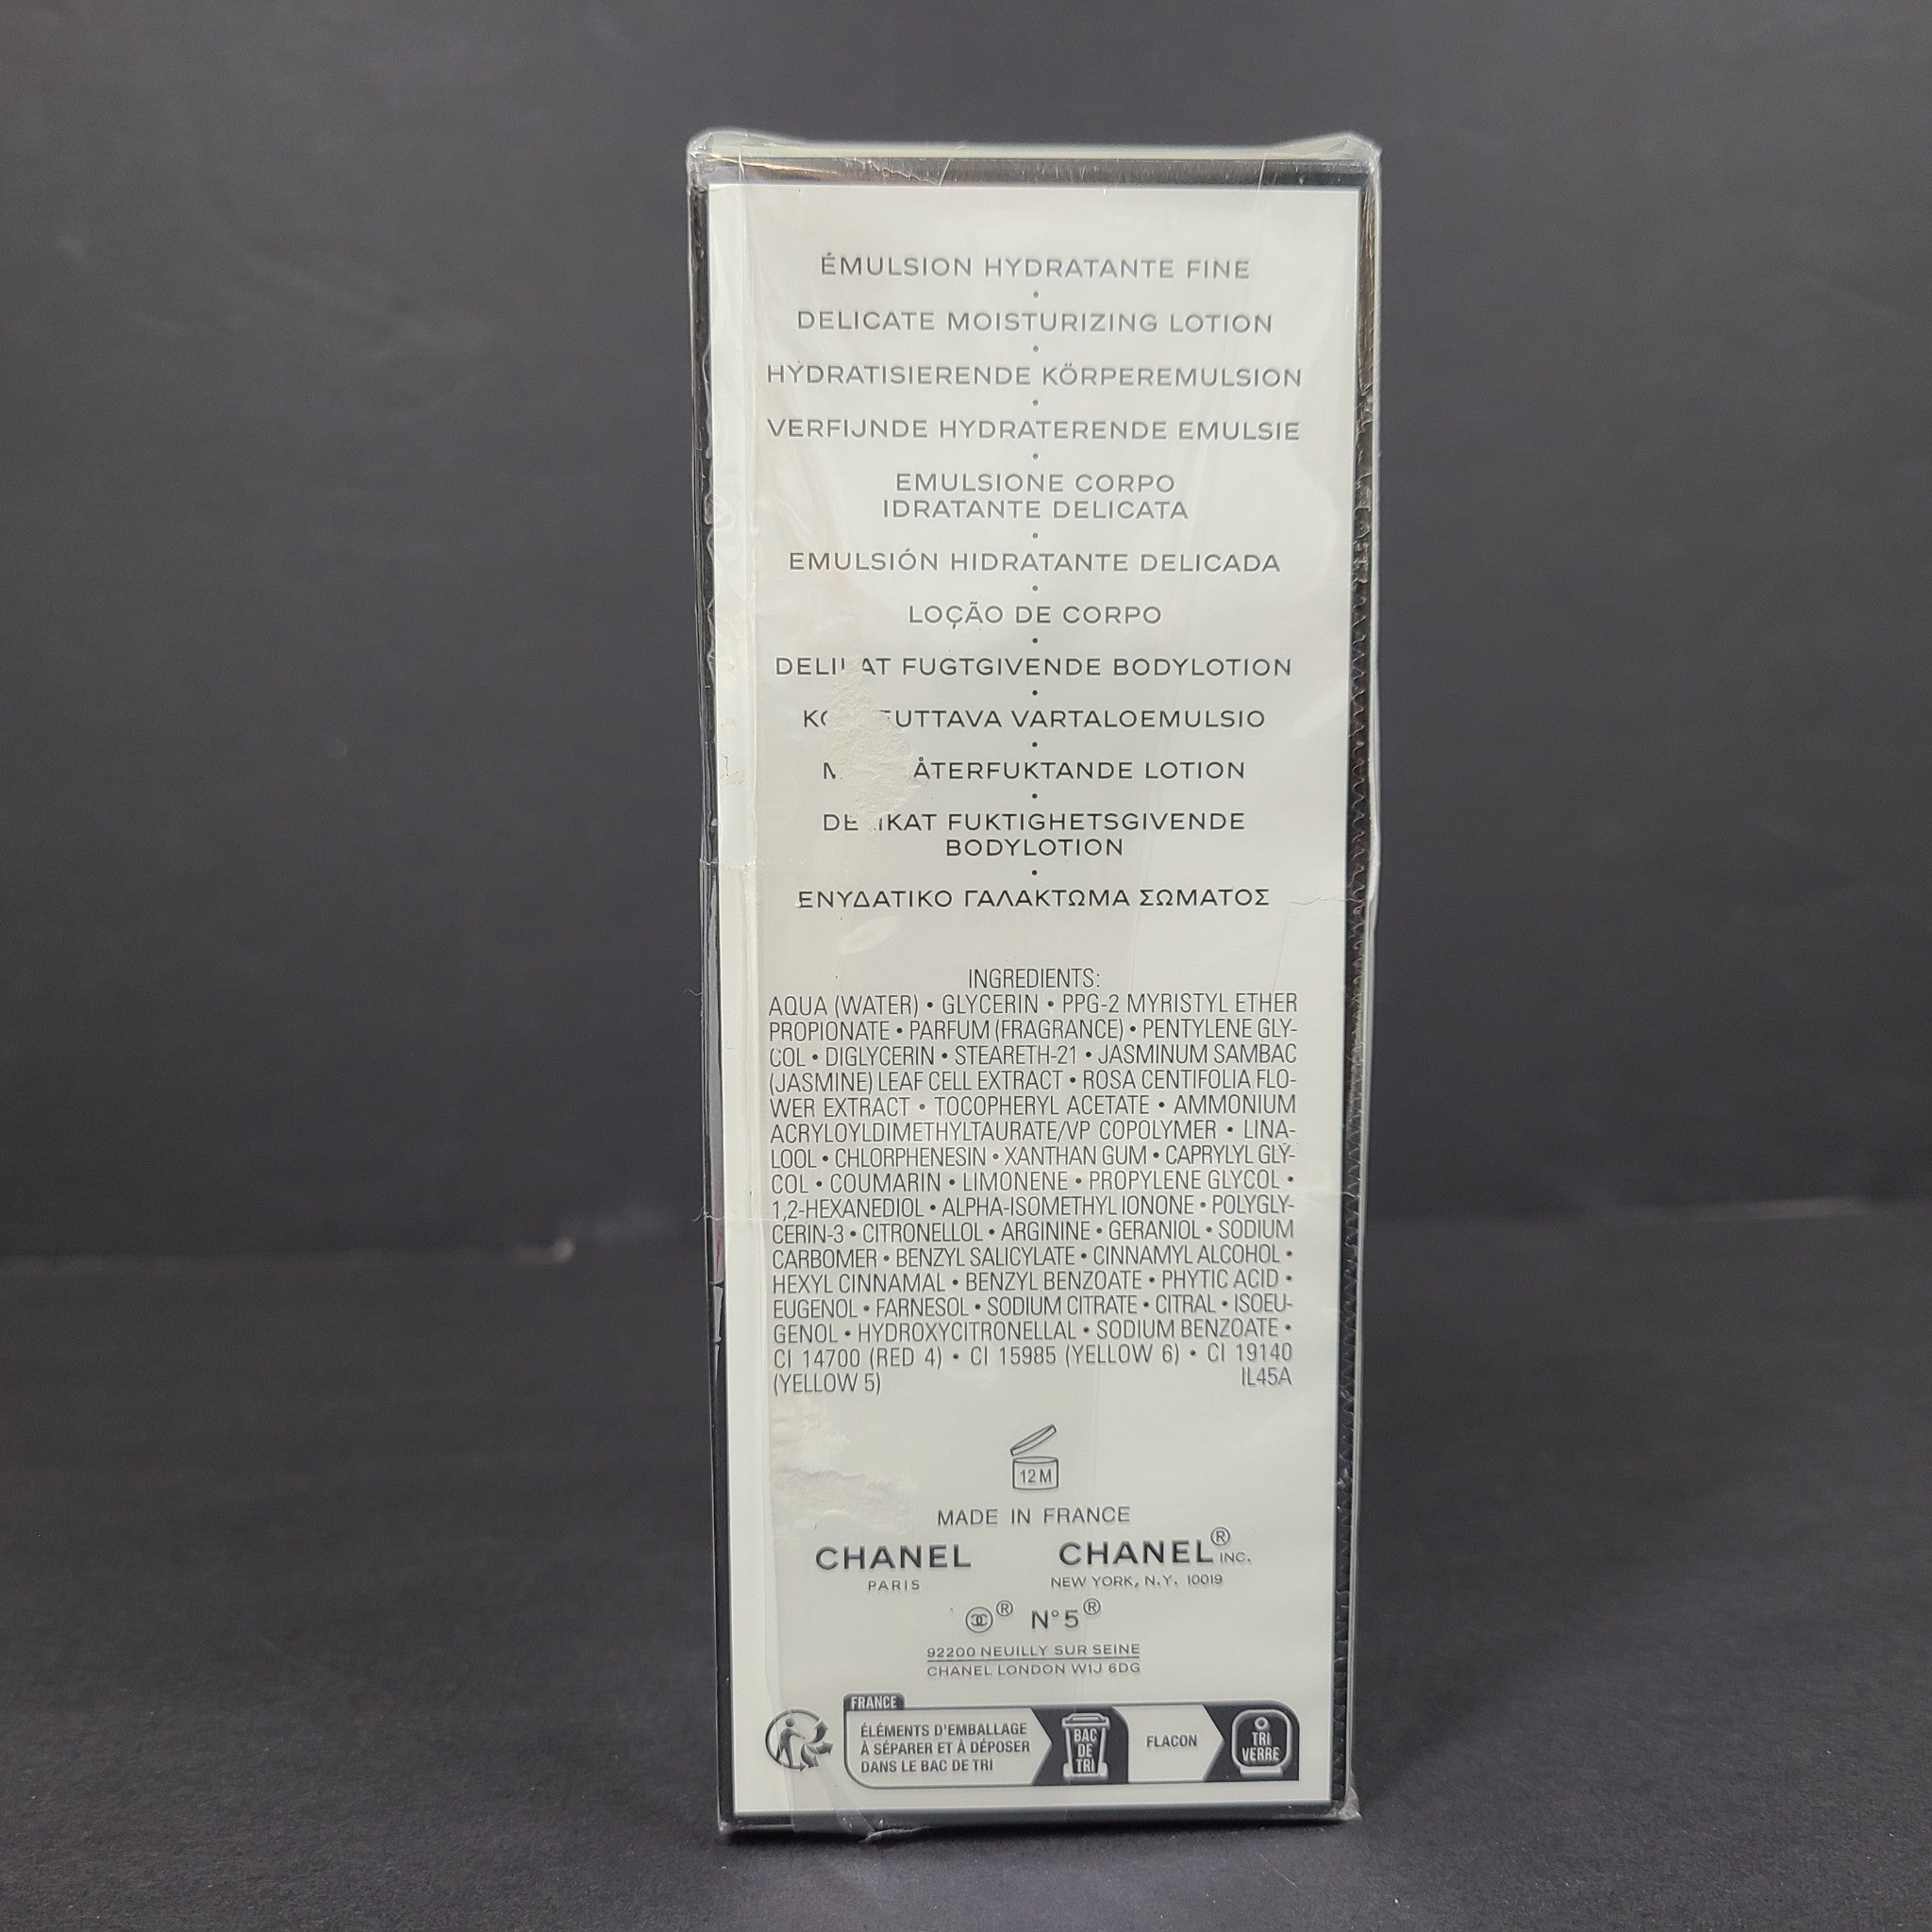 ÉMULSION HYDRATANTE FINE
•
DELICATE MOISTURIZING LOTION
•
HYDRATISIERENDE KÖRPEREMULSION
•
VERFIJNDE HYDRATERENDE EMULSIE
•
EMULSIONE CORPO
IDRATANTE DELICATA
•
EMULSIÓN HIDRATANTE DELICADA
•
LOÇÃO DE CORPO
•
FUGTGIVENDE BODYLOTION
•
VARTALOEMULSIO
•
ÅTERFUKTANDE LOTION
•
FUKTIGHETSGIVENDE
BODYLOTION
•
ΕΝΥΔΑΤΙΚΟ ΓΑΛΑΚΤΩΜΑ ΣΩΜΑΤΟΣ
INGREDIENTS:
AQUA (WATER) • GLYCERIN • PPG-2 MYRISTYL ETHER
PROPIONATE • PARFUM (FRAGRANCE) • PENTYLENE GLY-
COL • DIGLYCERIN • STEARETH-21 • JASMINUM SAMBAC
(JASMINE) LEAF CELL EXTRACT • ROSA CENTIFOLIA FLO-
WER EXTRACT • TOCOPHERYL ACETATE • AMMONIUM
ACRYLOYLDIMETHYLTAURATE/VP COPOLYMER • LINA-
LOOL • CHLORPHENESIN • XANTHAN GUM • CAPRYLYL GLY-
COL • COUMARIN • LIMONENE • PROPYLENE GLYCOL •
1,2-HEXANEDIOL • ALPHA-ISOMETHYL IONONE • POLYGLY-
CERIN-3 • CITRONELLOL • ARGININE • GERANIOL • SODIUM
CARBOMER • BENZYL SALICYLATE • CINNAMYL ALCOHOL •
HEXYL CINNAMAL • BENZYL BENZOATE • PHYTIC ACID •
EUGENOL • FARNESOL • SODIUM CITRATE • CITRAL • ISOEU-
GENOL • HYDROXYCITRONELLAL • SODIUM BENZOATE •
CI 14700 (RED 4) • CI 15985 (YELLOW 6) • CI 19140
(YELLOW 5) IL45A
12 M
MADE IN FRANCE
CHANEL CHANEL® INC.
PARIS NEW YORK, N.Y. 10019
® N°5®
92200 NEUILLY SUR SEINE
CHANEL LONDON W1J 6DG
FRANCE
ÉLÉMENTS D'EMBALLAGE
À SÉPARER ET À DÉPOSER
DANS LE BAC DE TRI
BAC
DE
TRI
FLACON
TRI
VERRE